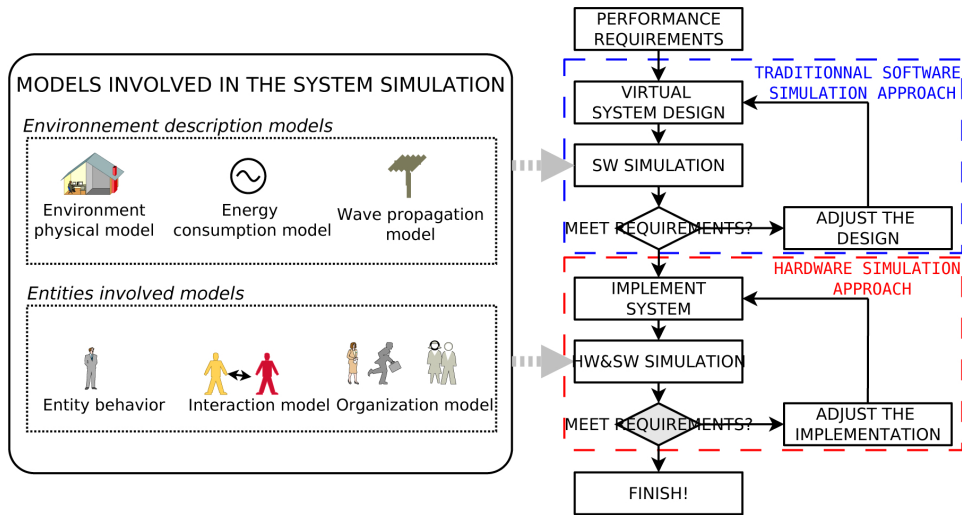 MODELS INVOLVED IN THE SYSTEM SIMULATION
Environnement description models
Environment
physical model
Energy
consumption model
Wave propagation
model
Entities involved models
Entity behavior
Interaction model
Organization model
PERFORMANCE
REQUIREMENTS
TRADITIONNAL SOFTWARE
SIMULATION APPROACH
VIRTUAL
SYSTEM DESIGN
SW SIMULATION
MEET REQUIREMENTS?
ADJUST THE
DESIGN
HARDWARE SIMULATION
APPROACH
IMPLEMENT
SYSTEM
HW&SW SIMULATION
MEET REQUIREMENTS?
ADJUST THE
IMPLEMENTATION
FINISH!